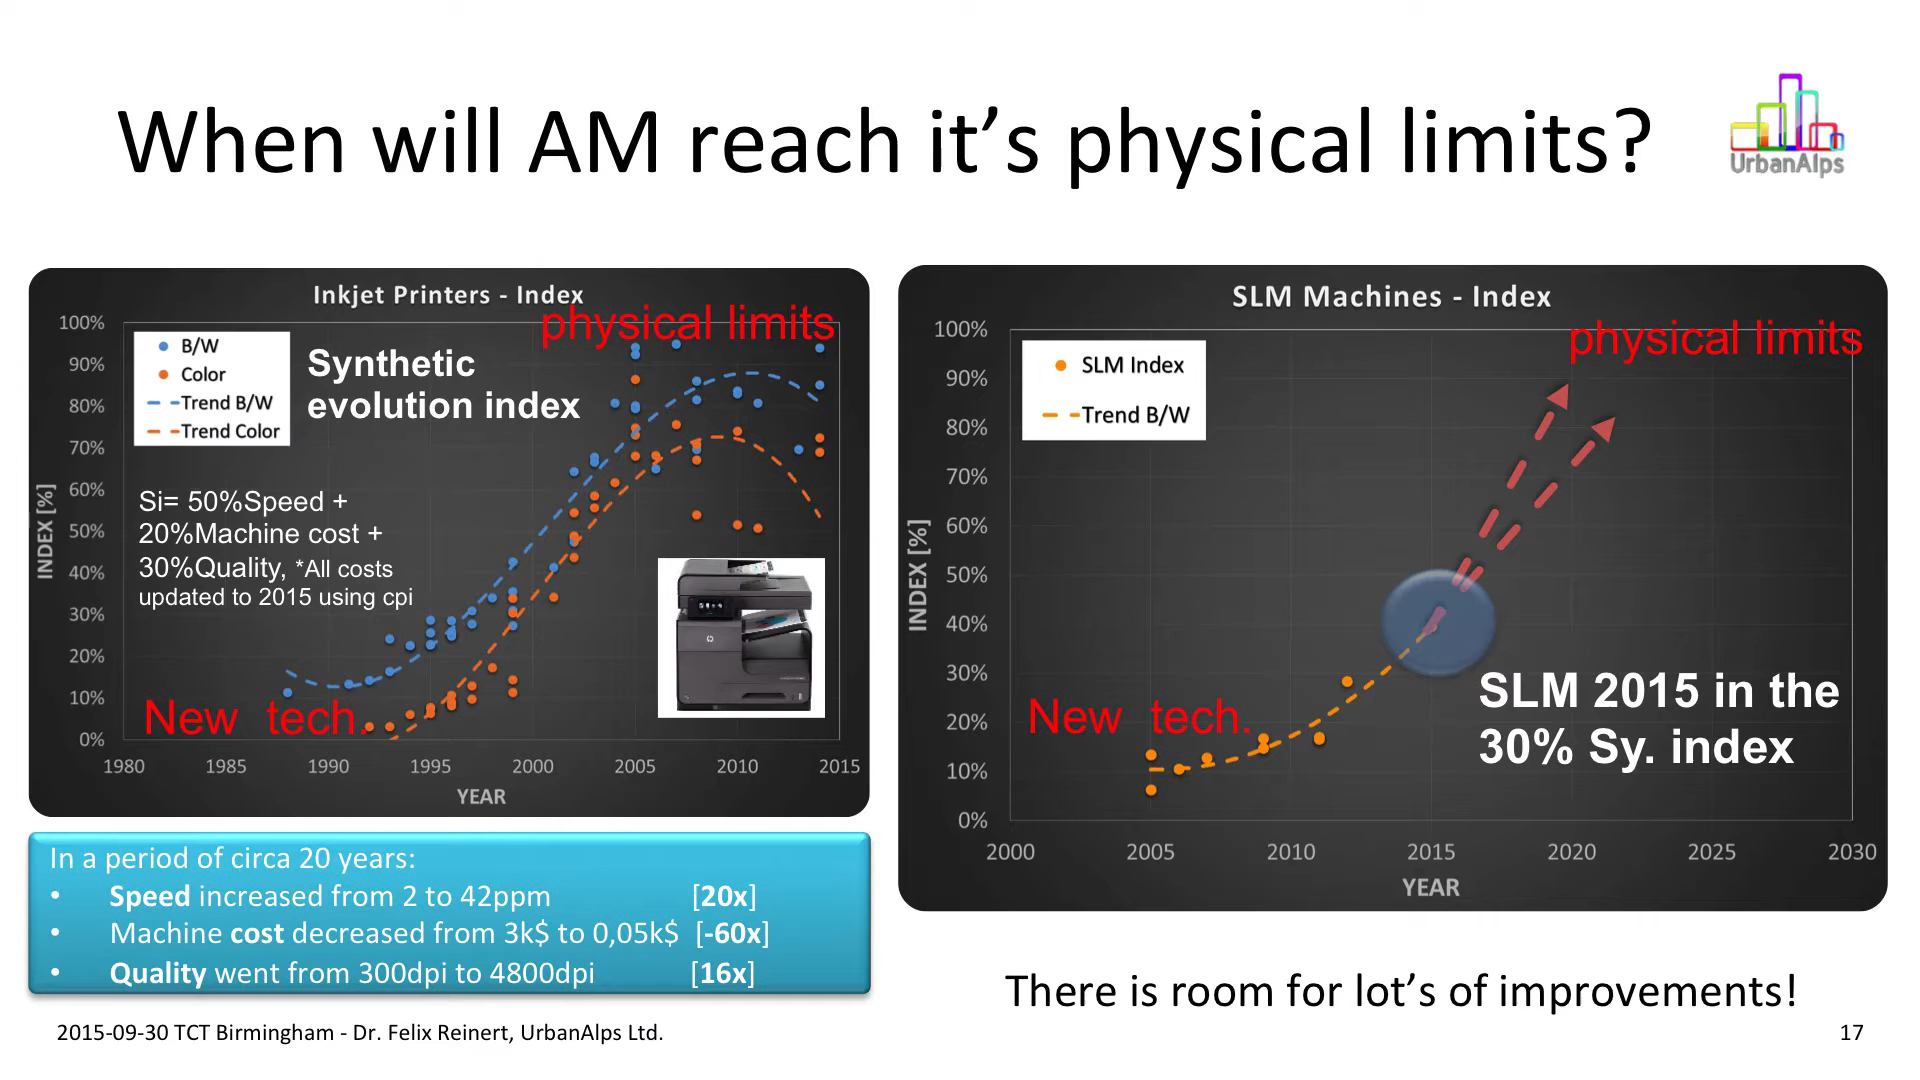 When will AM reach it’s physical limits?
UrbanAlps
Inkjet Printers - Index
physical limits
100%
90%
80%
70%
60%
50%
40%
30%
20%
10%
0%
INDEX [%]
B/W
Color
Trend B/W
Trend Color
Synthetic
evolution index
Si= 50%Speed +
20%Machine cost +
30%Quality, *All costs
updated to 2015 using cpi
New tech.
1980 1985 1990 1995 2000 2005 2010 2015
YEAR
In a period of circa 20 years:
• Speed increased from 2 to 42ppm [20x]
• Machine cost decreased from 3k$ to 0,05k$ [-60x]
• Quality went from 300dpi to 4800dpi [16x]
SLM Machines - Index
physical limits
100%
90%
80%
70%
60%
50%
40%
30%
20%
10%
0%
INDEX [%]
SLM Index
Trend B/W
New tech.
SLM 2015 in the
30% Sy. index
2000 2005 2010 2015 2020 2025 2030
YEAR
There is room for lot’s of improvements!
2015-09-30 TCT Birmingham - Dr. Felix Reinert, UrbanAlps Ltd.
17